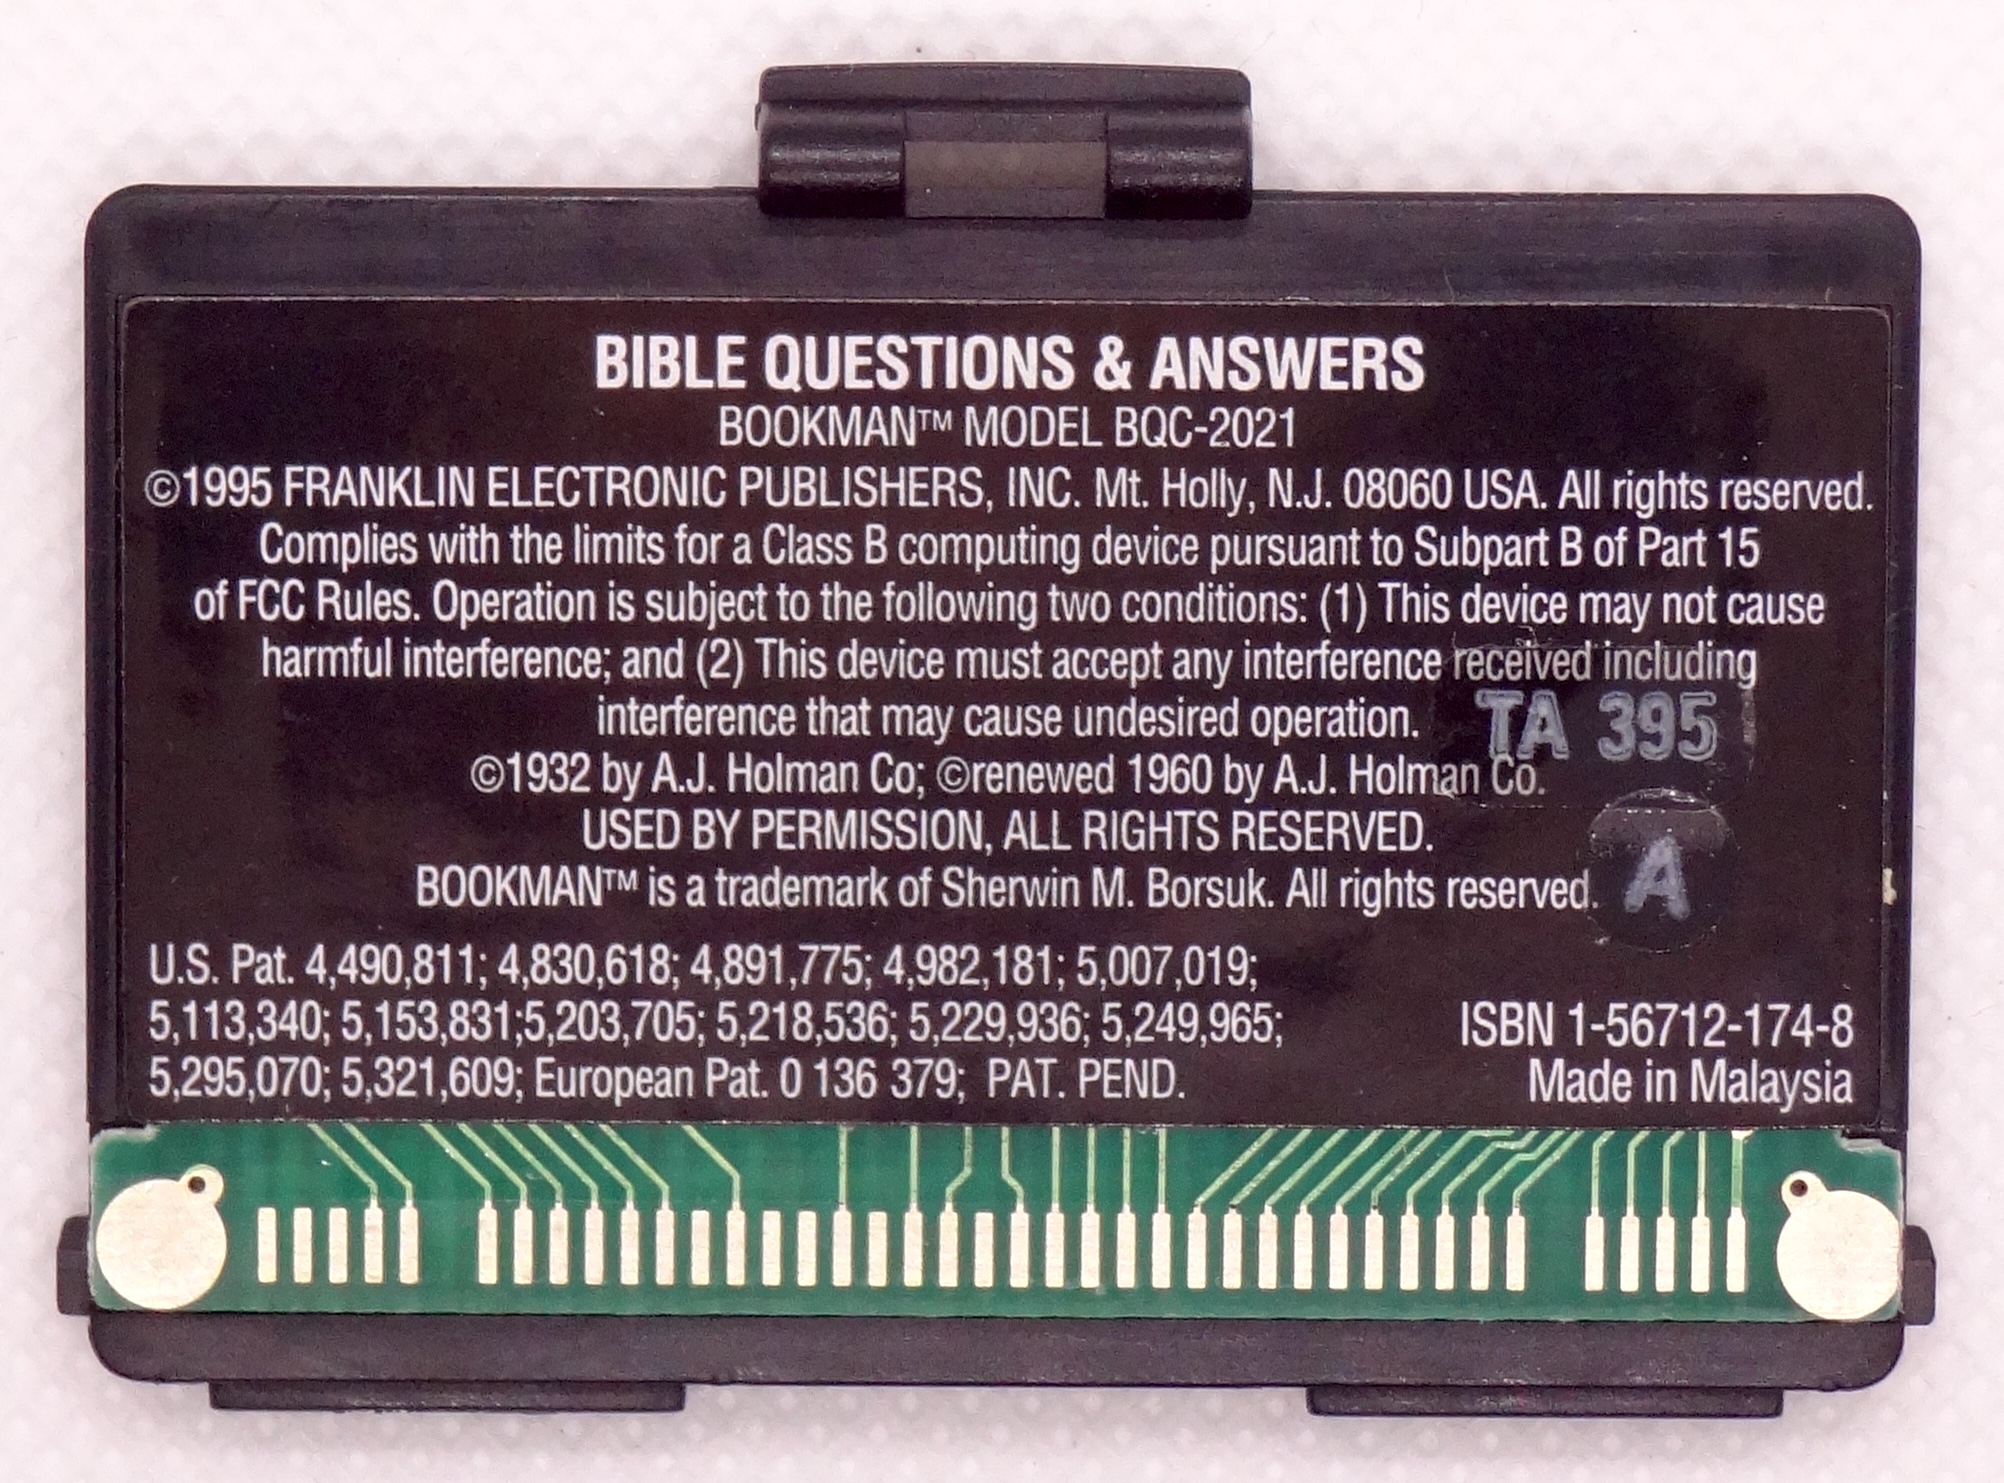 BIBLE QUESTIONS & ANSWERS
BOOKMAN™ MODEL BQC-2021
©1995 FRANKLIN ELECTRONIC PUBLISHERS, INC. Mt. Holly, N.J. 08060 USA. All rights reserved.
Complies with the limits for a Class B computing device pursuant to Subpart B of Part 15
of FCC Rules. Operation is subject to the following two conditions: (1) This device may not cause
harmful interference; and (2) This device must accept any interference received including
interference that may cause undesired operation.
TA 395
©1932 by A.J. Holman Co; ©renewed 1960 by A.J. Holman Co.
USED BY PERMISSION, ALL RIGHTS RESERVED.
BOOKMAN™ is a trademark of Sherwin M. Borsuk. All rights reserved.
A
U.S. Pat. 4,490,811; 4,830,618; 4,891,775; 4,982,181; 5,007,019;
5,113,340; 5,153,831;5,203,705; 5,218,536; 5,229,936; 5,249,965;
5,295,070; 5,321,609; European Pat. 0 136 379; PAT. PEND.
ISBN 1-56712-174-8
Made in Malaysia